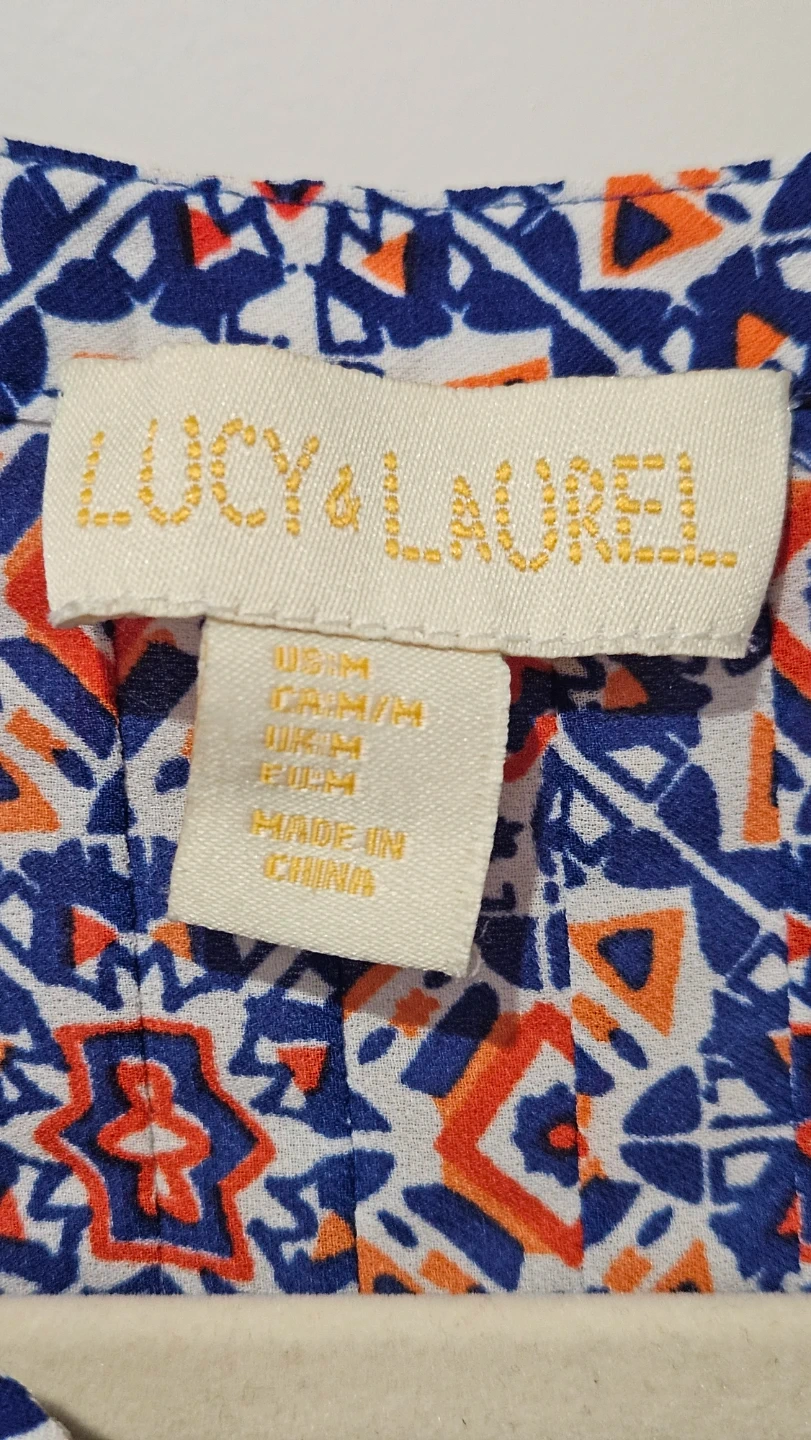 LUCY & LAUREL
US:M
CA:M/M
UK:M
EU:M
MADE IN
CHINA